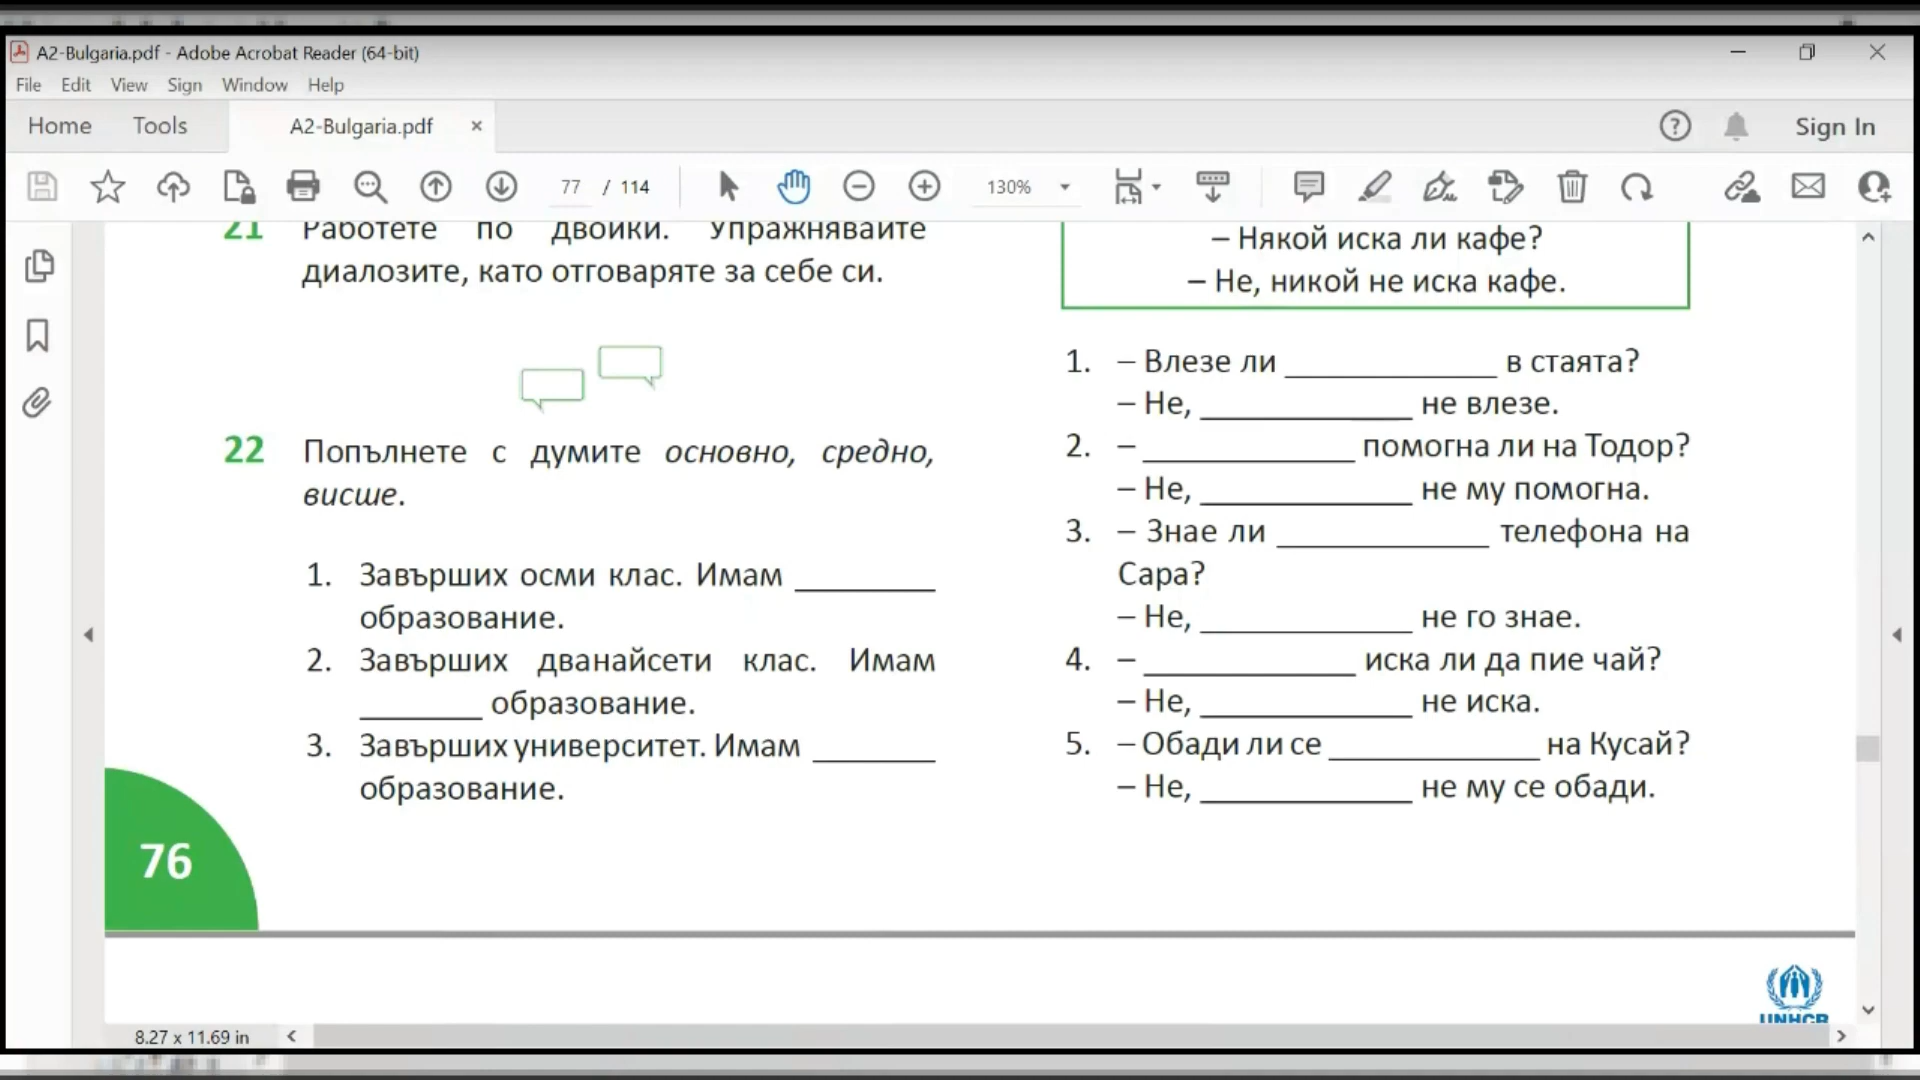 A2-Bulgaria.pdf - Adobe Acrobat Reader (64-bit)
File Edit View Sign Window Help
Home Tools A2-Bulgaria.pdf × Sign In
77 / 114 130%
21 Работете по двойки. Упражнявайте
диалозите, като отговаряте за себе си.
22 Попълнете с думите основно, средно,
висше.
1. Завърших осми клас. Имам ________
образование.
2. Завърших дванайсети клас. Имам
_______ образование.
3. Завърших университет. Имам _______
образование.
76
– Някой иска ли кафе?
– Не, никой не иска кафе.
1. – Влезе ли ____________ в стаята?
– Не, ____________ не влезе.
2. – ____________ помогна ли на Тодор?
– Не, ____________ не му помогна.
3. – Знае ли ____________ телефона на
Сара?
– Не, ____________ не го знае.
4. – ____________ иска ли да пие чай?
– Не, ____________ не иска.
5. – Обади ли се ____________ на Кусай?
– Не, ____________ не му се обади.
UNHCR
8.27 x 11.69 in